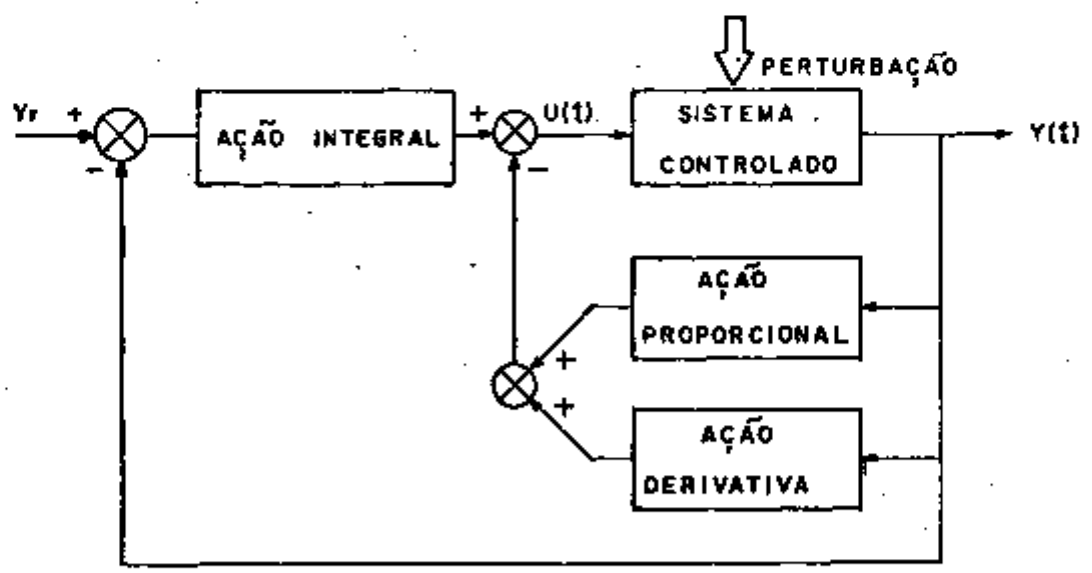 PERTURBAÇÃO
Yr
+
-
AÇÃO INTEGRAL
+
-
U(t)
SISTEMA
CONTROLADO
Y(t)
AÇÃO
PROPORCIONAL
+
+
AÇÃO
DERIVATIVA